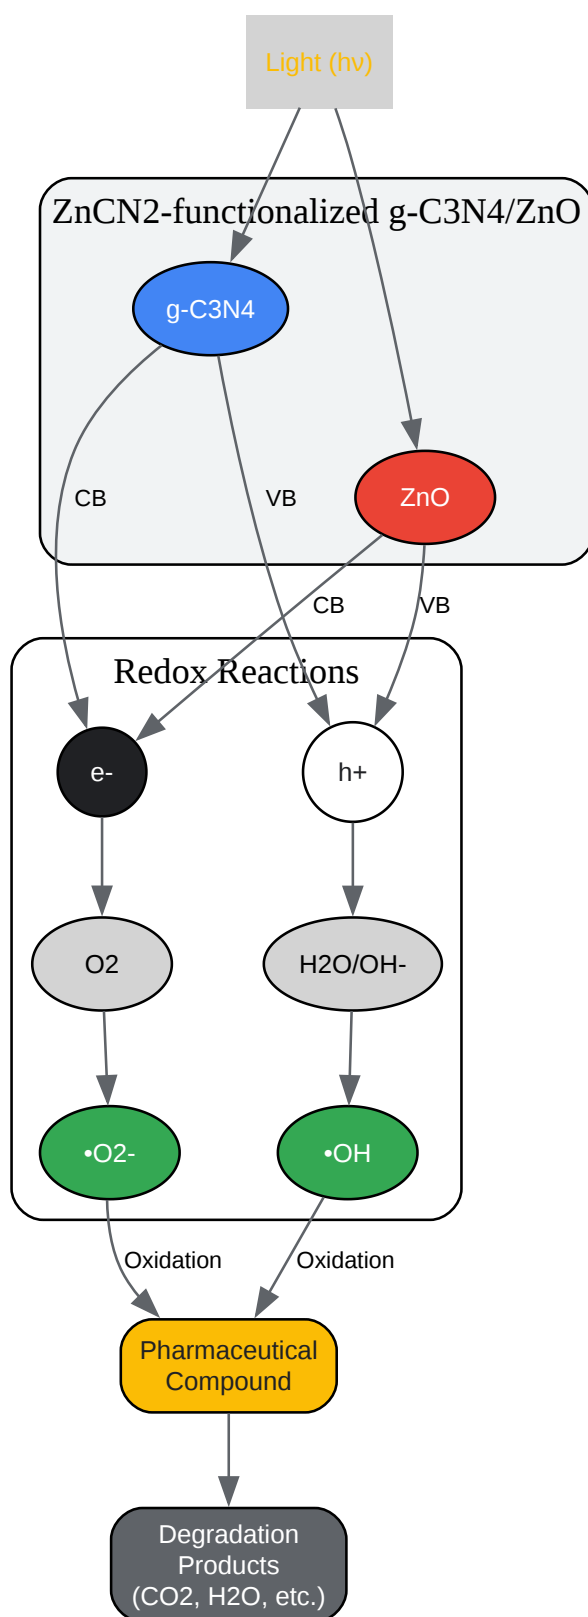 Light (hν)
ZnCN2-functionalized g-C3N4/ZnO
g-C3N4
ZnO
CB
VB
CB
VB
Redox Reactions
e-
h+
O2
H2O/OH-
•O2-
•OH
Oxidation
Oxidation
Pharmaceutical
Compound
Degradation
Products
(CO2, H2O, etc.)